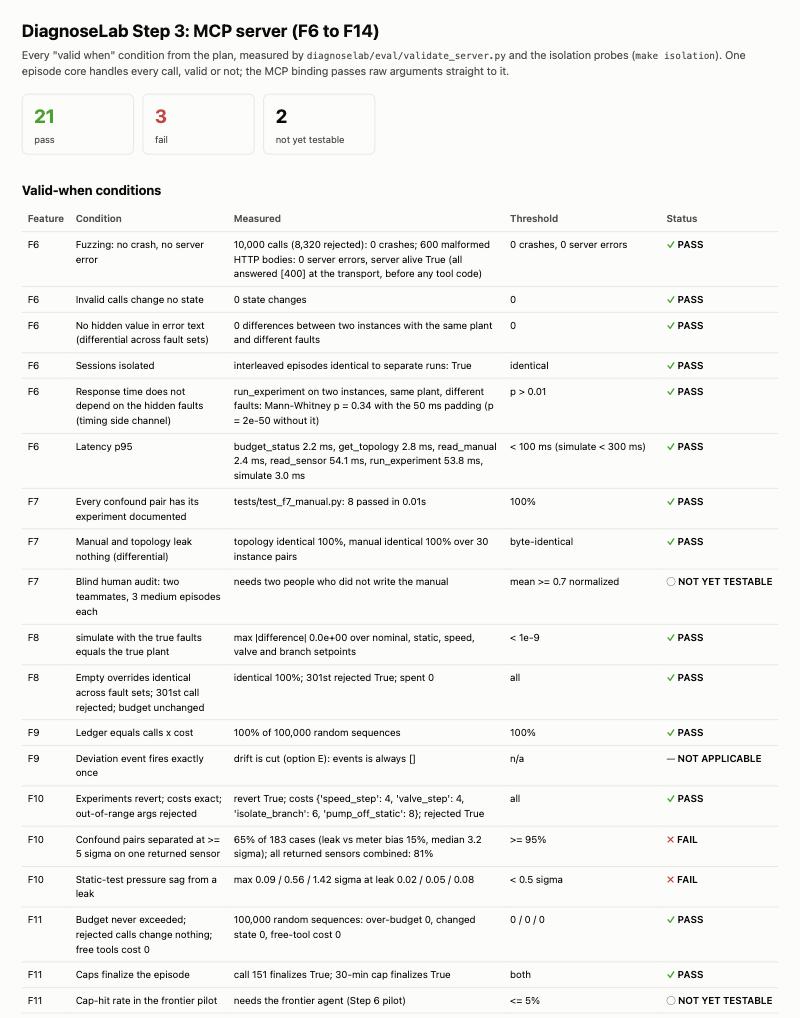 DiagnoseLab Step 3: MCP server (F6 to F14)
Every "valid when" condition from the plan, measured by diagnoselab/eval/validate_server.py and the isolation probes (make isolation). One
episode core handles every call, valid or not; the MCP binding passes raw arguments straight to it.
21
pass
3
fail
2
not yet testable
Valid-when conditions
Feature Condition Measured Threshold Status
F6 Fuzzing: no crash, no server 10,000 calls (8,320 rejected): 0 crashes; 600 malformed 0 crashes, 0 server errors ✓ PASS
error HTTP bodies: 0 server errors, server alive True (all
answered [400] at the transport, before any tool code)
F6 Invalid calls change no state 0 state changes 0 ✓ PASS
F6 No hidden value in error text 0 differences between two instances with the same plant 0 ✓ PASS
(differential across fault sets) and different faults
F6 Sessions isolated interleaved episodes identical to separate runs: True identical ✓ PASS
F6 Response time does not run_experiment on two instances, same plant, different p > 0.01 ✓ PASS
depend on the hidden faults faults: Mann-Whitney p = 0.34 with the 50 ms padding (p
(timing side channel) = 2e-50 without it)
F6 Latency p95 budget_status 2.2 ms, get_topology 2.8 ms, read_manual < 100 ms (simulate < 300 ms) ✓ PASS
2.4 ms, read_sensor 54.1 ms, run_experiment 53.8 ms,
simulate 3.0 ms
F7 Every confound pair has its tests/test_f7_manual.py: 8 passed in 0.01s 100% ✓ PASS
experiment documented
F7 Manual and topology leak topology identical 100%, manual identical 100% over 30 byte-identical ✓ PASS
nothing (differential) instance pairs
F7 Blind human audit: two needs two people who did not write the manual mean >= 0.7 normalized ○ NOT YET TESTABLE
teammates, 3 medium episodes
each
F8 simulate with the true faults max |difference| 0.0e+00 over nominal, static, speed, < 1e-9 ✓ PASS
equals the true plant valve and branch setpoints
F8 Empty overrides identical identical 100%; 301st rejected True; spent 0 all ✓ PASS
across fault sets; 301st call
rejected; budget unchanged
F9 Ledger equals calls x cost 100% of 100,000 random sequences 100% ✓ PASS
F9 Deviation event fires exactly drift is cut (option E): events is always [] n/a — NOT APPLICABLE
once
F10 Experiments revert; costs exact; revert True; costs {'speed_step': 4, 'valve_step': 4, all ✓ PASS
out-of-range args rejected 'isolate_branch': 6, 'pump_off_static': 8}; rejected True
F10 Confound pairs separated at >= 65% of 183 cases (leak vs meter bias 15%, median 3.2 >= 95% ✕ FAIL
5 sigma on one returned sensor sigma); all returned sensors combined: 81%
F10 Static-test pressure sag from a max 0.09 / 0.56 / 1.42 sigma at leak 0.02 / 0.05 / 0.08 < 0.5 sigma ✕ FAIL
leak
F11 Budget never exceeded; 100,000 random sequences: over-budget 0, changed 0 / 0 / 0 ✓ PASS
rejected calls change nothing; state 0, free-tool cost 0
free tools cost 0
F11 Caps finalize the episode call 151 finalizes True; 30-min cap finalizes True both ✓ PASS
F11 Cap-hit rate in the frontier pilot needs the frontier agent (Step 6 pilot) <= 5% ○ NOT YET TESTABLE